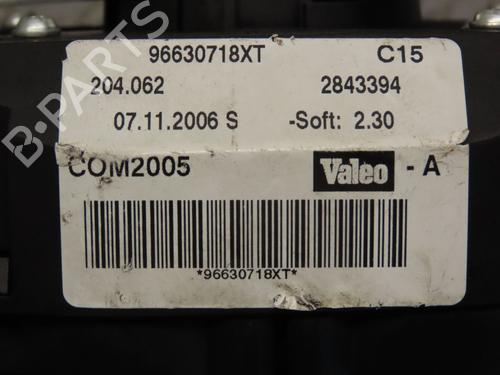 96630718XT C15
204.062 2843394
07.11.2006 S -Soft: 2.30
COM2005 Valeo - A
*96630718XT*
B-PARTS